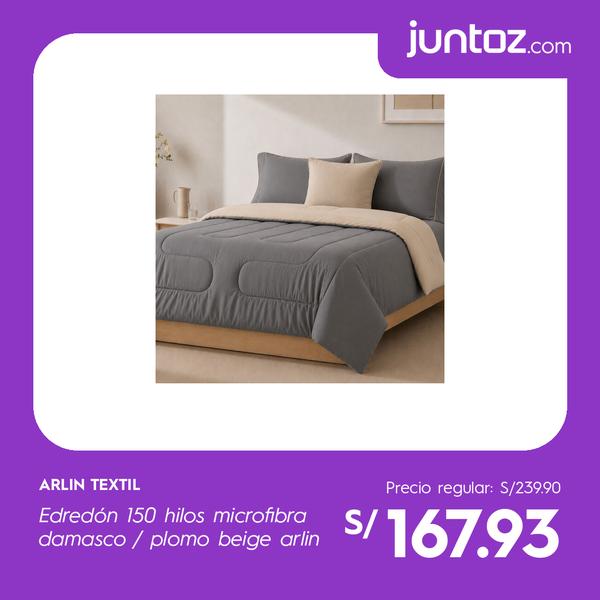 juntoz.com
ARLIN TEXTIL
Edredón 150 hilos microfibra
damasco / plomo beige arlin
Precio regular: S/239.90
S/167.93